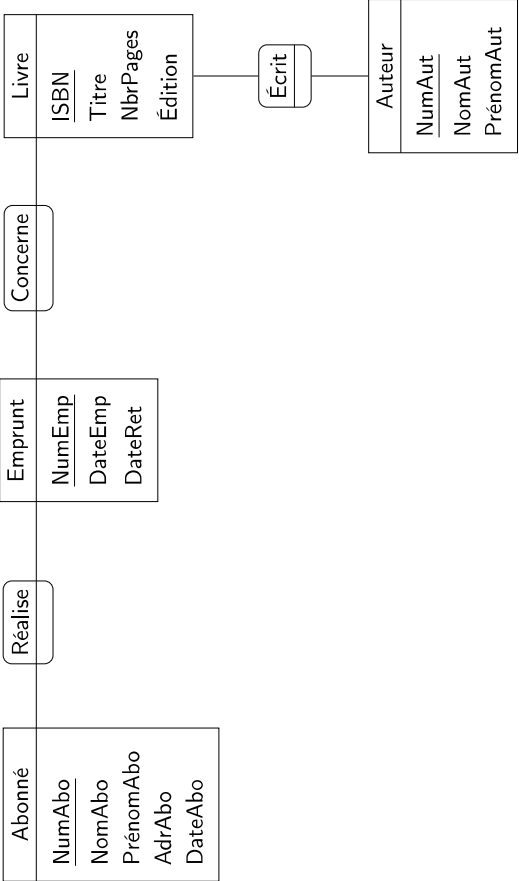 Abonné
NumAbo
NomAbo
PrénomAbo
AdrAbo
DateAbo
Réalise
Emprunt
NumEmp
DateEmp
DateRet
Concerne
Livre
ISBN
Titre
NbrPages
Édition
Écrit
Auteur
NumAut
NomAut
PrénomAut